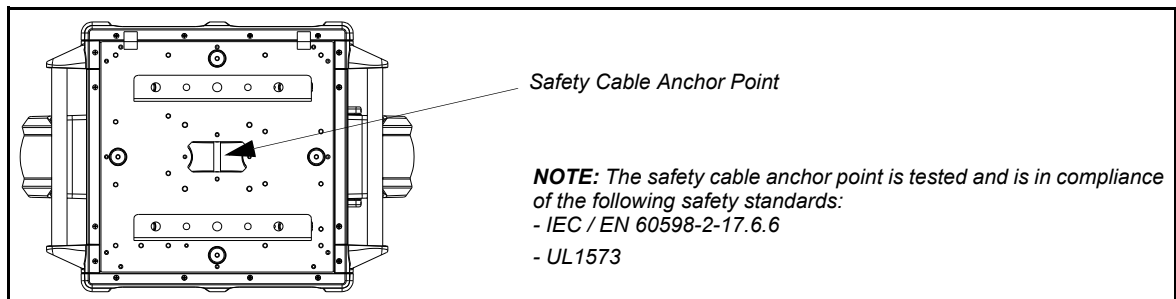 Safety Cable Anchor Point
NOTE: The safety cable anchor point is tested and is in compliance
of the following safety standards:
- IEC / EN 60598-2-17.6.6
- UL1573